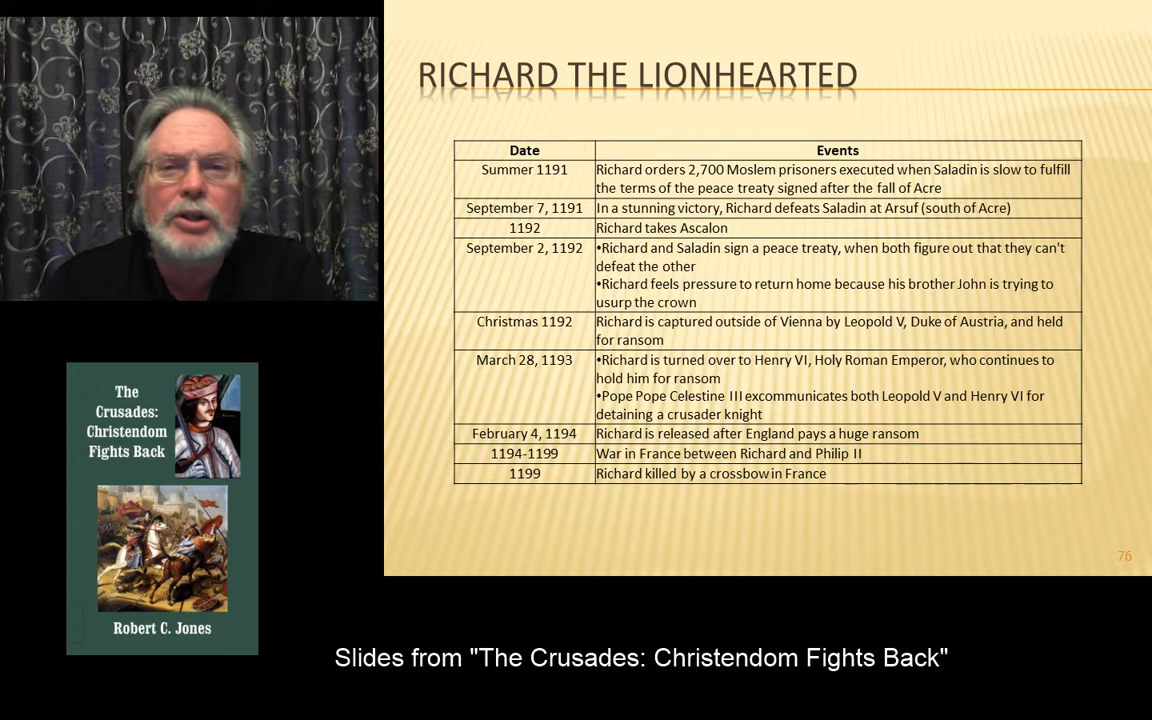 RICHARD THE LIONHEARTED
Date Events
Summer 1191 Richard orders 2,700 Moslem prisoners executed when Saladin is slow to fulfill
the terms of the peace treaty signed after the fall of Acre
September 7, 1191 In a stunning victory, Richard defeats Saladin at Arsuf (south of Acre)
1192 Richard takes Ascalon
September 2, 1192 •Richard and Saladin sign a peace treaty, when both figure out that they can't
defeat the other
•Richard feels pressure to return home because his brother John is trying to
usurp the crown
Christmas 1192 Richard is captured outside of Vienna by Leopold V, Duke of Austria, and held
for ransom
March 28, 1193 •Richard is turned over to Henry VI, Holy Roman Emperor, who continues to
hold him for ransom
•Pope Pope Celestine III excommunicates both Leopold V and Henry VI for
detaining a crusader knight
February 4, 1194 Richard is released after England pays a huge ransom
1194-1199 War in France between Richard and Philip II
1199 Richard killed by a crossbow in France
76
The
Crusades:
Christendom
Fights Back
Robert C. Jones
Slides from "The Crusades: Christendom Fights Back"